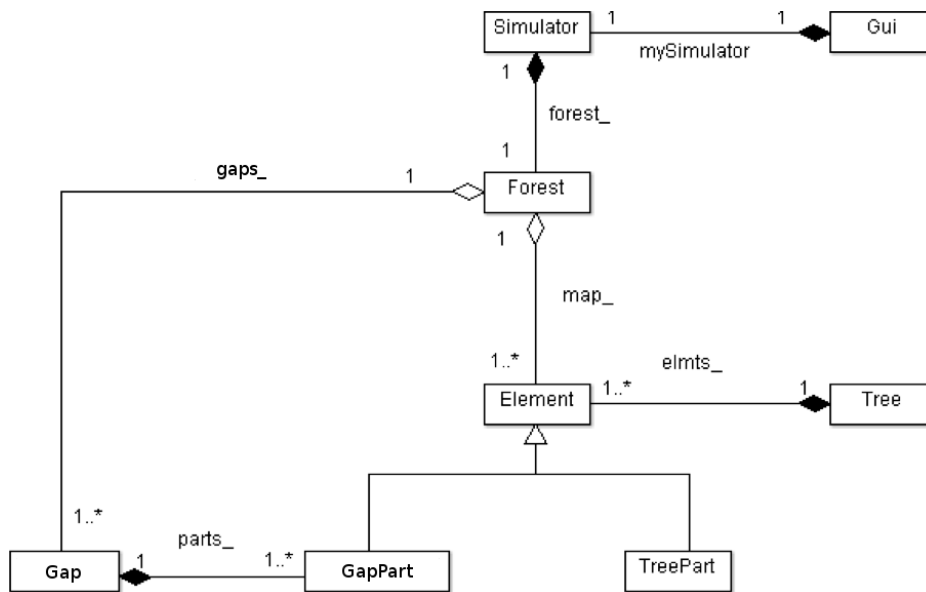 Simulator
1
1
Gui
mySimulator
1
forest_
gaps_
1
1
Forest
1
map_
1..*
elmts_
1..*
1
Element
Tree
1..*
parts_
1
1..*
Gap
GapPart
TreePart